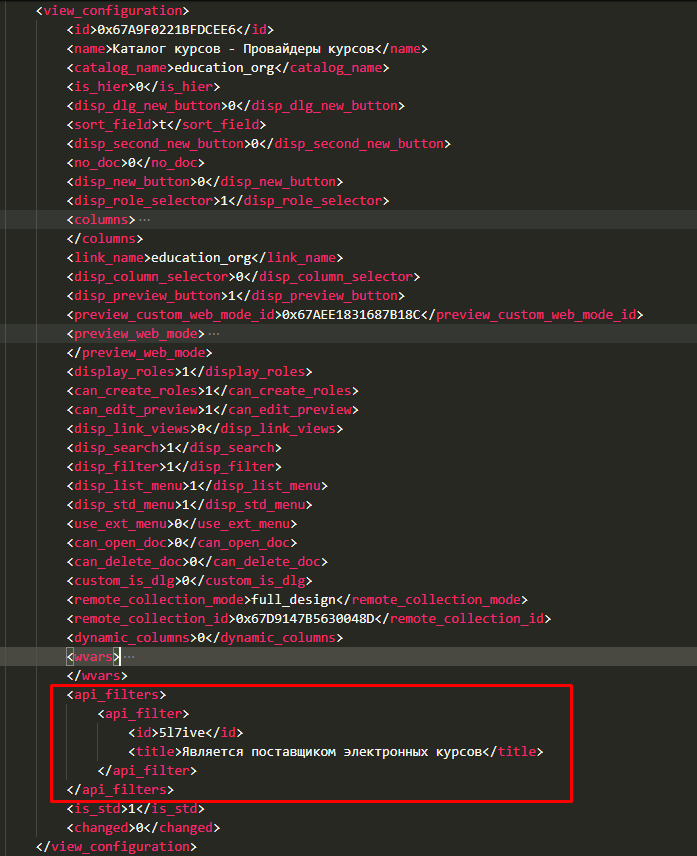 <view_configuration>
<id>0x67A9F0221BFDCEE6</id>
<name>Каталог курсов - Провайдеры курсов</name>
<catalog_name>education_org</catalog_name>
<is_hier>0</is_hier>
<disp_dlg_new_button>0</disp_dlg_new_button>
<sort_field>t</sort_field>
<disp_second_new_button>0</disp_second_new_button>
<no_doc>0</no_doc>
<disp_new_button>0</disp_new_button>
<disp_role_selector>1</disp_role_selector>
<columns>···
</columns>
<link_name>education_org</link_name>
<disp_column_selector>0</disp_column_selector>
<disp_preview_button>1</disp_preview_button>
<preview_custom_web_mode_id>0x67AEE1831687B18C</preview_custom_web_mode_id>
<preview_web_mode>···
</preview_web_mode>
<display_roles>1</display_roles>
<can_create_roles>1</can_create_roles>
<can_edit_preview>1</can_edit_preview>
<disp_link_views>0</disp_link_views>
<disp_search>1</disp_search>
<disp_filter>1</disp_filter>
<disp_list_menu>1</disp_list_menu>
<disp_std_menu>1</disp_std_menu>
<use_ext_menu>0</use_ext_menu>
<can_open_doc>0</can_open_doc>
<can_delete_doc>0</can_delete_doc>
<custom_is_dlg>0</custom_is_dlg>
<remote_collection_mode>full_design</remote_collection_mode>
<remote_collection_id>0x67D9147B5630048D</remote_collection_id>
<dynamic_columns>0</dynamic_columns>
<wvars>···
</wvars>
<api_filters>
<api_filter>
<id>5l7ive</id>
<title>Является поставщиком электронных курсов</title>
</api_filter>
</api_filters>
<is_std>1</is_std>
<changed>0</changed>
</view_configuration>